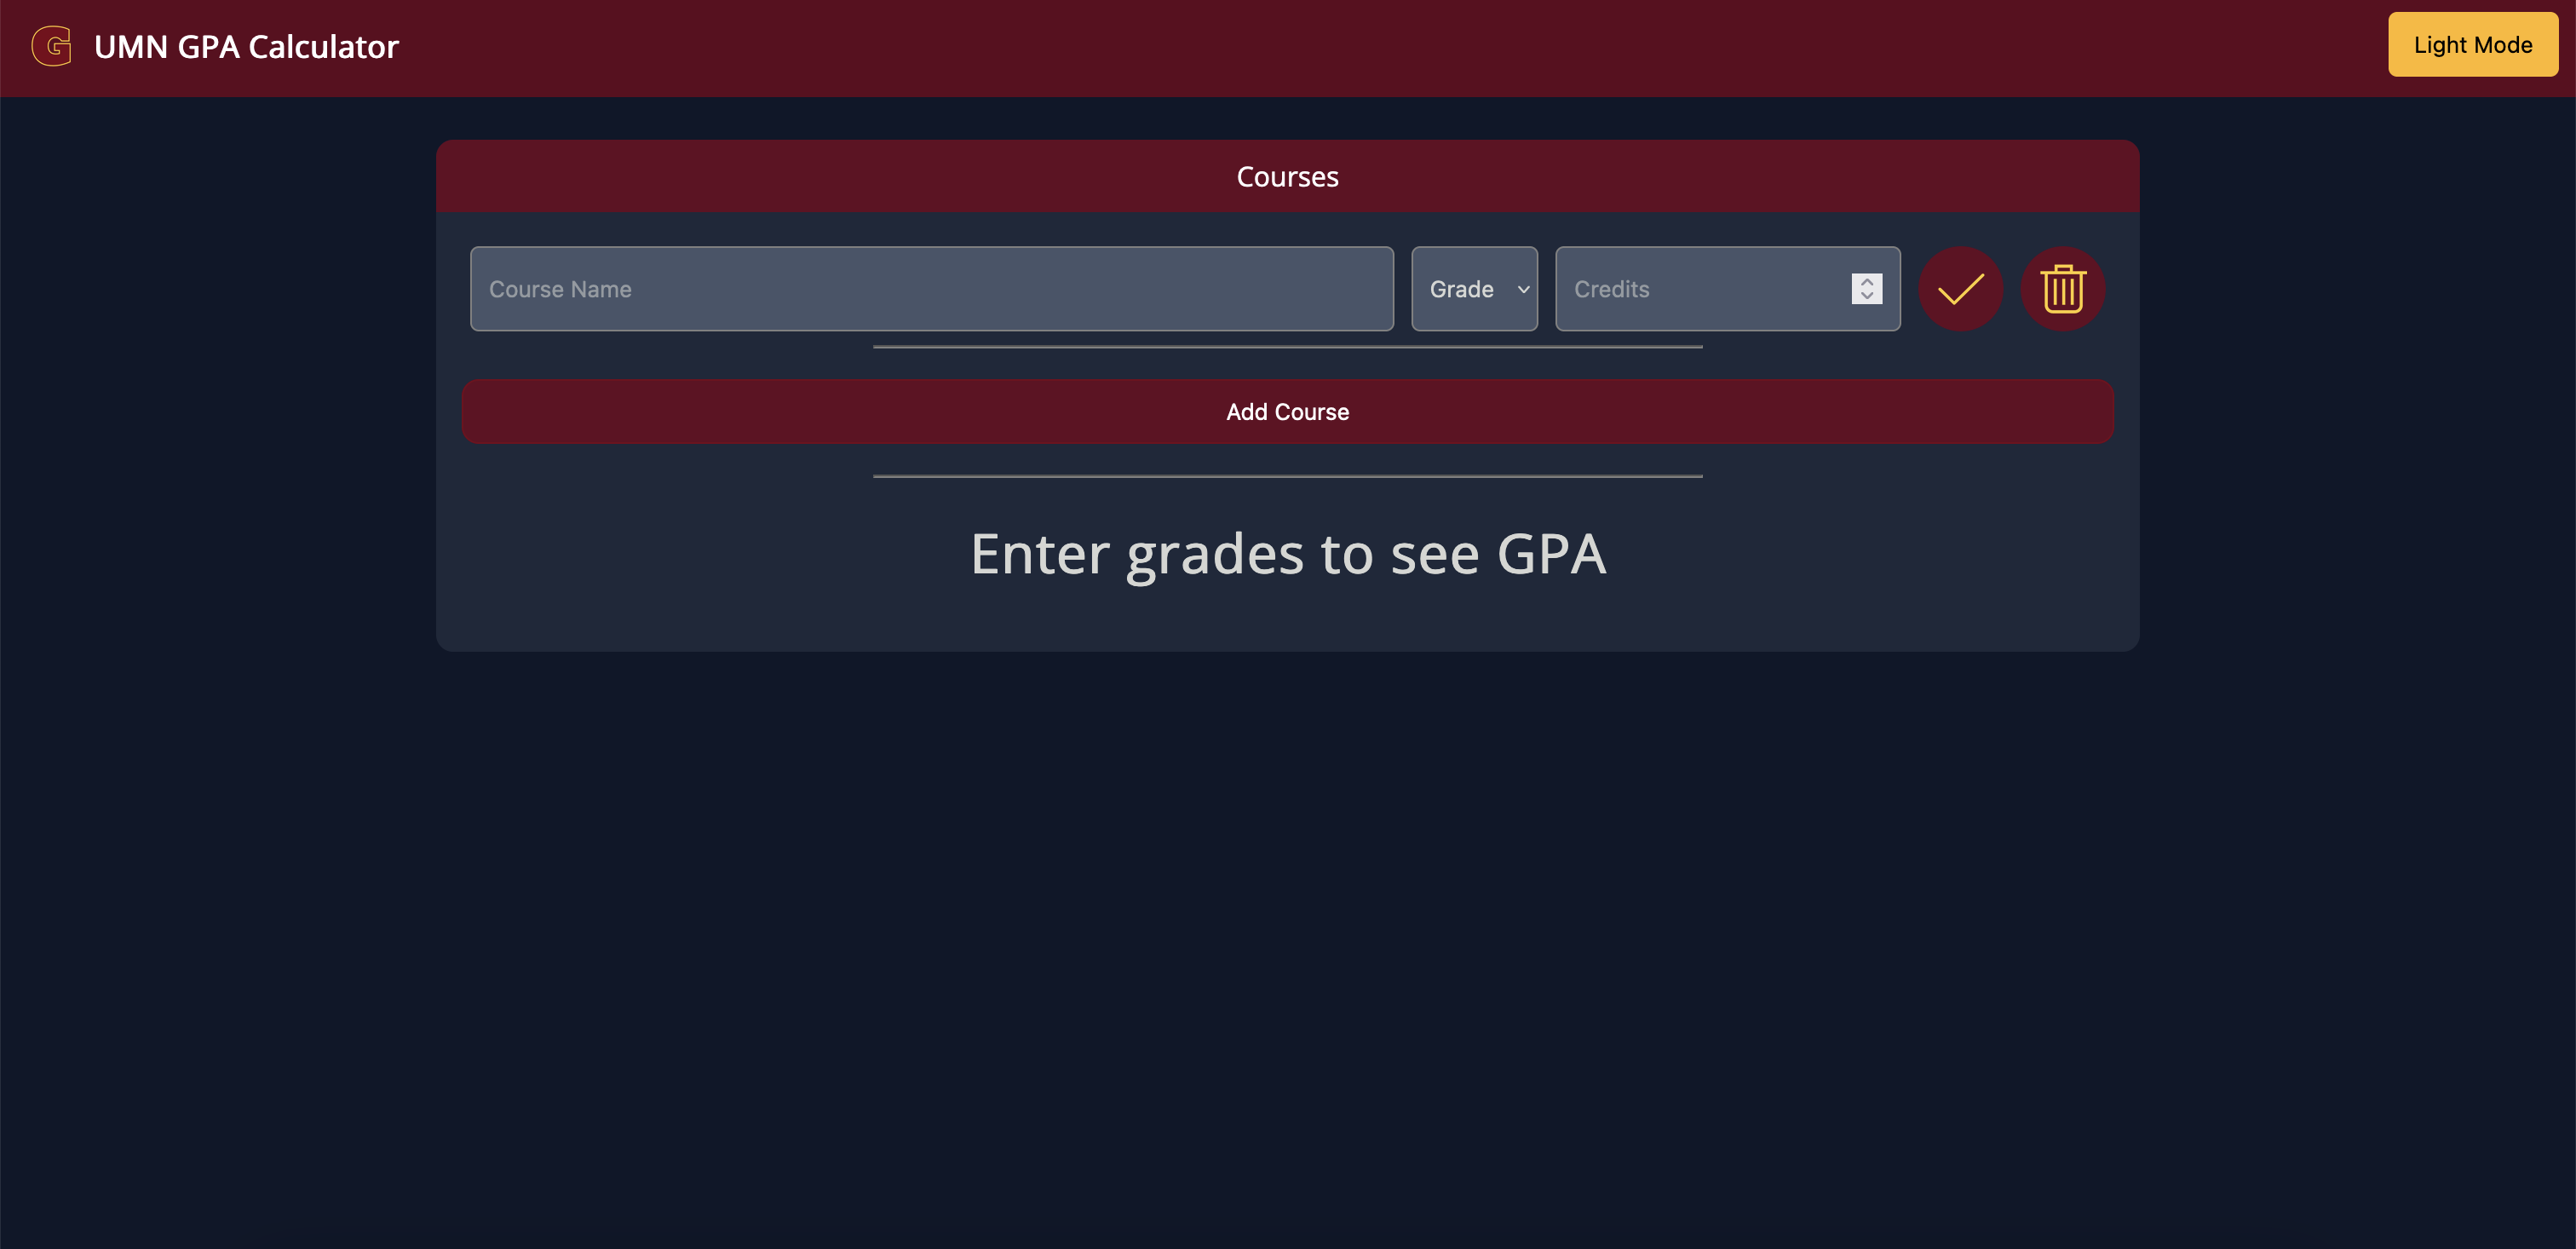 G UMN GPA Calculator
Light Mode
Courses
Course Name
Grade
Credits
Add Course
Enter grades to see GPA